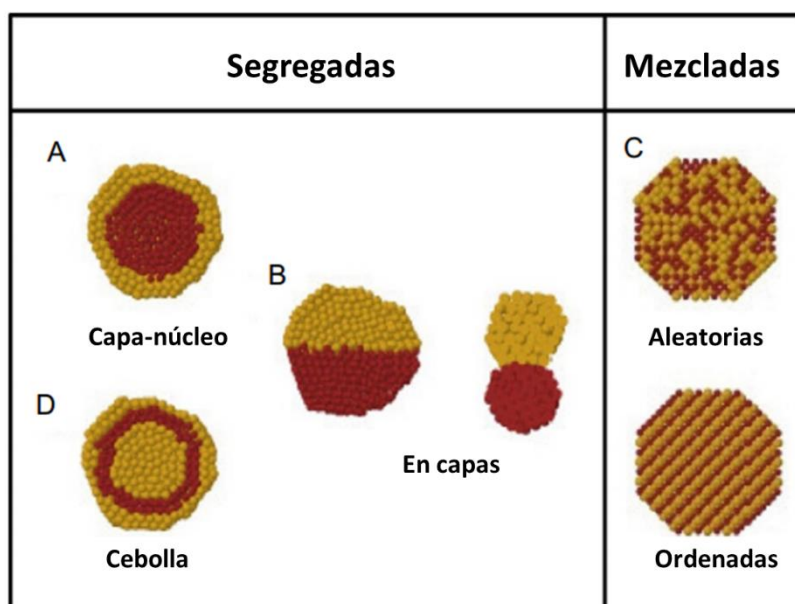 Segregadas
Mezcladas
A
Capa-núcleo
B
En capas
D
Cebolla
C
Aleatorias
Ordenadas